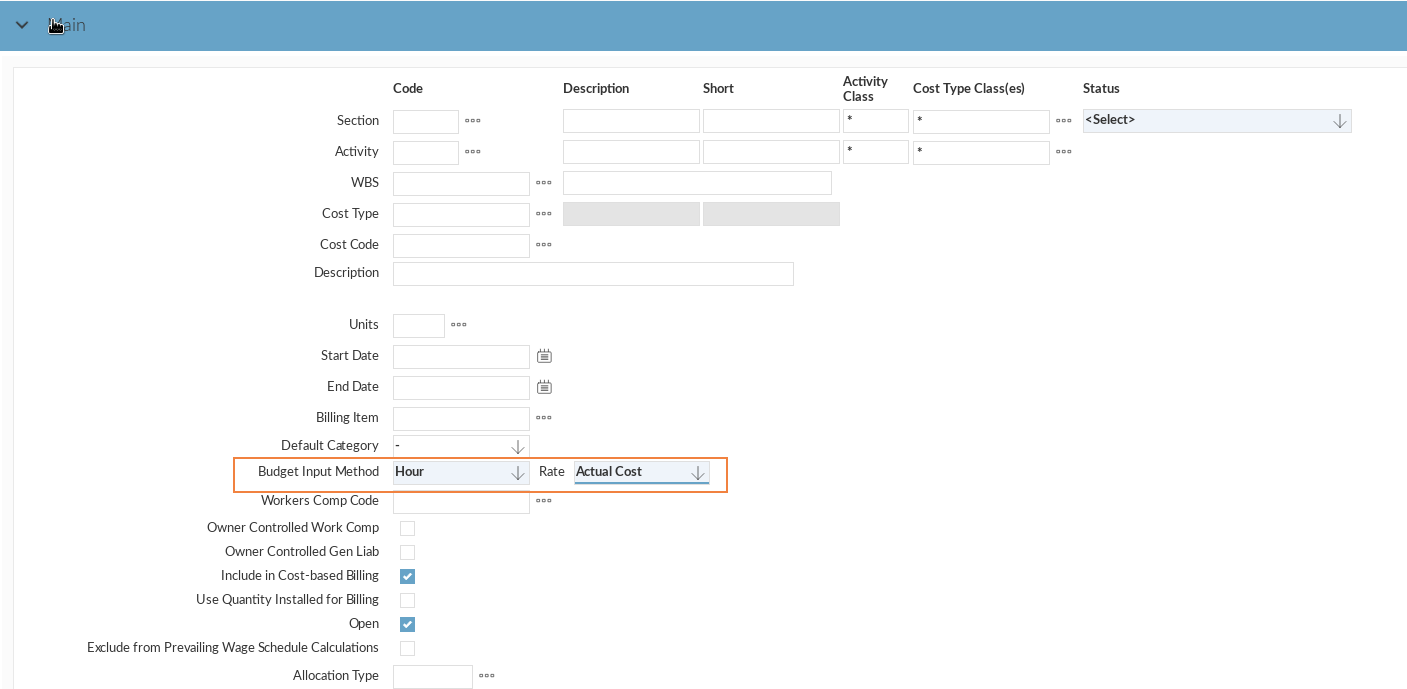 Main
Code Description Short Activity Class Cost Type Class(es) Status
Section * * <Select>
Activity * *
WBS
Cost Type
Cost Code
Description
Units
Start Date
End Date
Billing Item
Default Category -
Budget Input Method Hour Rate Actual Cost
Workers Comp Code
Owner Controlled Work Comp
Owner Controlled Gen Liab
Include in Cost-based Billing
Use Quantity Installed for Billing
Open
Exclude from Prevailing Wage Schedule Calculations
Allocation Type